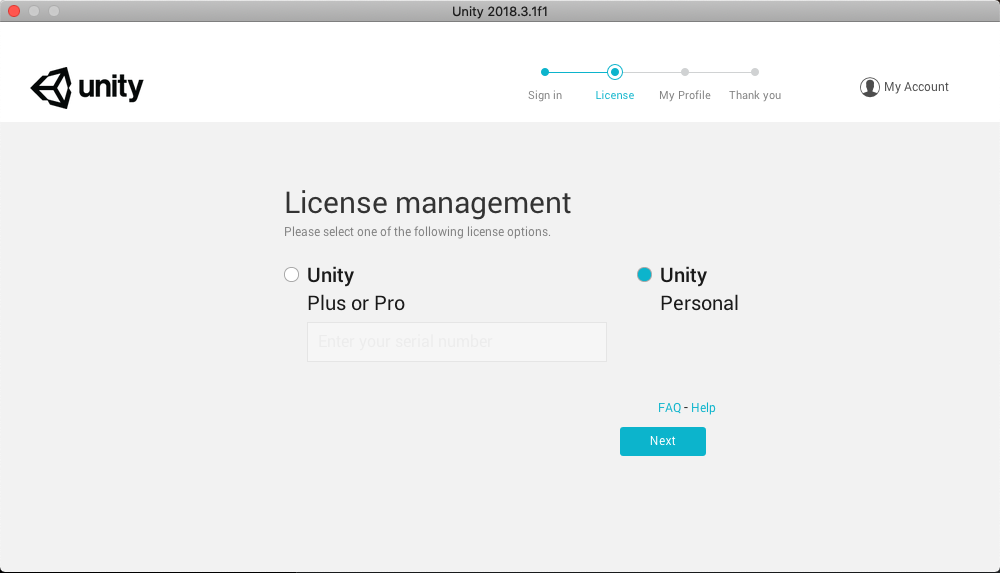 Unity 2018.3.1f1
unity
Sign in
License
My Profile
Thank you
My Account
License management
Please select one of the following license options.
Unity
Plus or Pro
Enter your serial number
Unity
Personal
FAQ - Help
Next